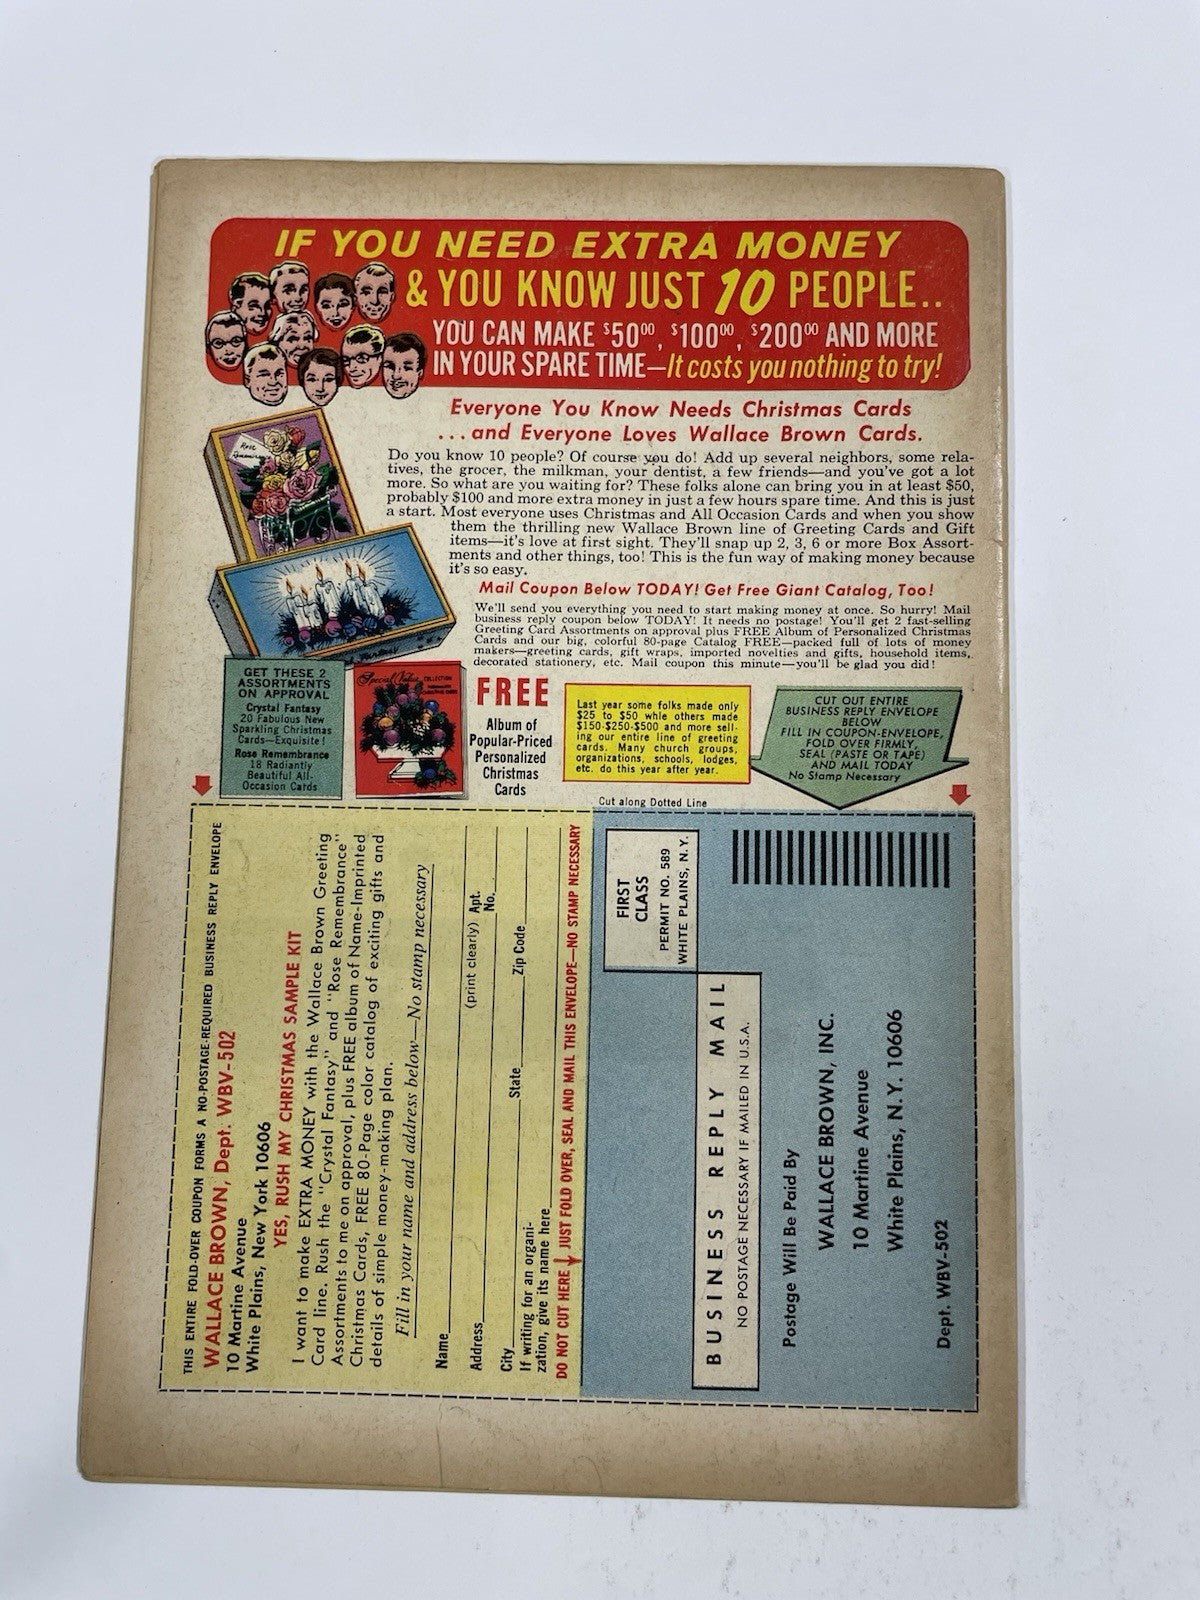 IF YOU NEED EXTRA MONEY
& YOU KNOW JUST 10 PEOPLE..
YOU CAN MAKE $50⁰⁰, $100⁰⁰, $200⁰⁰ AND MORE
IN YOUR SPARE TIME—It costs you nothing to try!
Everyone You Know Needs Christmas Cards
...and Everyone Loves Wallace Brown Cards.
Do you know 10 people? Of course you do! Add up several neighbors, some rela-
tives, the grocer, the milkman, your dentist, a few friends—and you've got a lot
more. So what are you waiting for? These folks alone can bring you in at least $50,
probably $100 and more extra money in just a few hours spare time. And this is just
a start. Most everyone uses Christmas and All Occasion Cards and when you show
them the thrilling new Wallace Brown line of Greeting Cards and Gift
items—it's love at first sight. They'll snap up 2, 3, 6 or more Box Assort-
ments and other things, too! This is the fun way of making money because
it's so easy.
Mail Coupon Below TODAY! Get Free Giant Catalog, Too!
We'll send you everything you need to start making money at once. So hurry! Mail
business reply coupon below TODAY! It needs no postage! You'll get 2 fast-selling
Greeting Card Assortments on approval plus FREE Album of Personalized Christmas
Cards and our big, colorful 80-page Catalog FREE—packed full of lots of money
makers—greeting cards, gift wraps, imported novelties and gifts, household items,
decorated stationery, etc. Mail coupon this minute—you'll be glad you did!
GET THESE 2
ASSORTMENTS
ON APPROVAL
Crystal Fantasy
20 Fabulous New
Sparkling Christmas
Cards—Exquisite!
Rose Remembrance
18 Radiantly
Beautiful All-
Occasion Cards
Special Value COLLECTION
FREE
Album of
Popular-Priced
Personalized
Christmas
Cards
Last year some folks made only
$25 to $50 whle others made
$150-$250-$500 and more sell-
ing our entire line of greeting
cards. Many church groups,
organizations, schools, lodges,
etc. do this year after year.
CUT OUT ENTIRE
BUSINESS REPLY ENVELOPE
BELOW
FILL IN COUPON-ENVELOPE,
FOLD OVER FIRMLY,
SEAL (PASTE OR TAPE)
AND MAIL TODAY
No Stamp Necessary
Cut along Dotted Line
THIS ENTIRE FOLD-OVER COUPON FORMS A NO-POSTAGE-REQUIRED BUSINESS REPLY ENVELOPE
WALLACE BROWN, Dept. WBV-502
10 Martine Avenue
White Plains, New York 10606
YES, RUSH MY CHRISTMAS SAMPLE KIT
I want to make EXTRA MONEY with the Wallace Brown Greeting
Card line. Rush the "Crystal Fantasy" and "Rose Remembrance"
Assortments to me on approval, plus FREE album of Name-Imprinted
Christmas Cards, FREE 80-Page color catalog of exciting gifts and
details of simple money-making plan.
Fill in your name and address below—No stamp necessary
Name
(print clearly)
Address Apt. No.
City State Zip Code
If writing for an organi-
zation, give its name here
DO NOT CUT HERE JUST FOLD OVER, SEAL AND MAIL THIS ENVELOPE—NO STAMP NECESSARY
FIRST
CLASS
PERMIT NO. 589
WHITE PLAINS, N.Y.
BUSINESS REPLY MAIL
NO POSTAGE NECESSARY IF MAILED IN U.S.A.
Postage Will Be Paid By
WALLACE BROWN, INC.
10 Martine Avenue
White Plains, N.Y. 10606
Dept. WBV-502